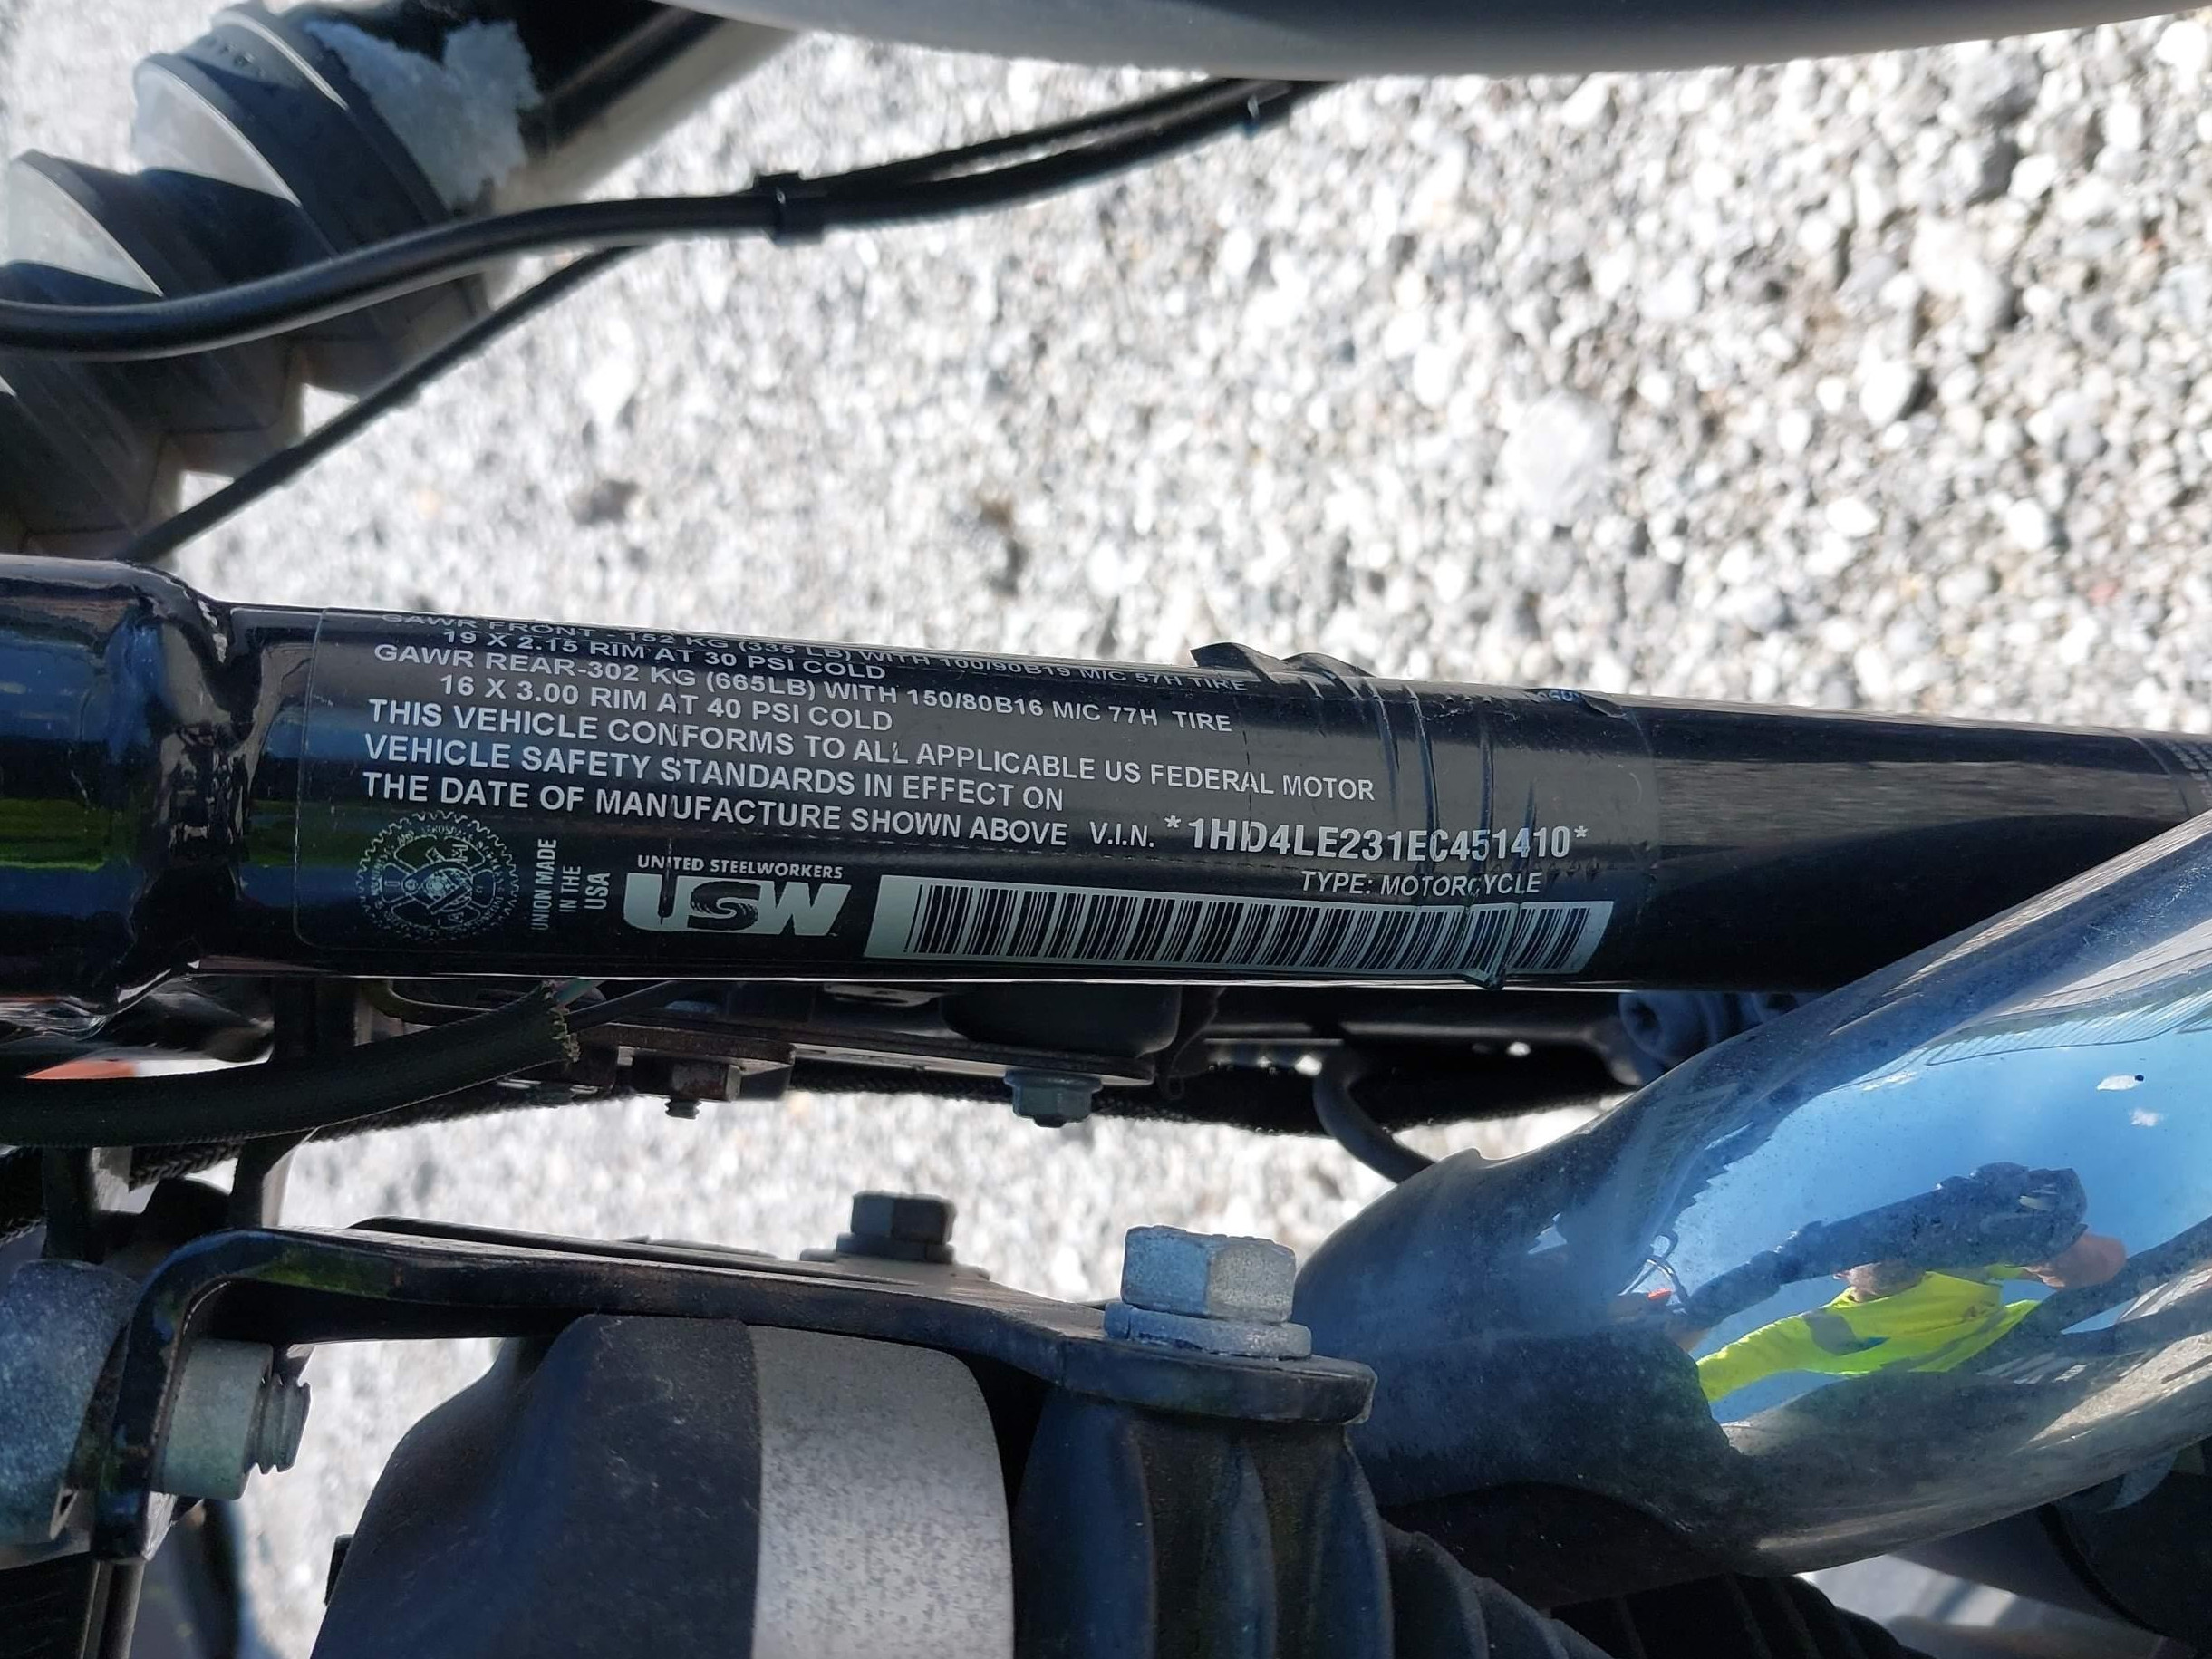 GAWR FRONT - 152 KG (335 LB) WITH 100/90B19 M/C 57H TIRE
19 X 2.15 RIM AT 30 PSI COLD
GAWR REAR-302 KG (665LB) WITH 150/80B16 M/C 77H TIRE
16 X 3.00 RIM AT 40 PSI COLD
THIS VEHICLE CONFORMS TO ALL APPLICABLE US FEDERAL MOTOR
VEHICLE SAFETY STANDARDS IN EFFECT ON
THE DATE OF MANUFACTURE SHOWN ABOVE V.I.N. *1HD4LE231EC451410*
TYPE: MOTORCYCLE
UNION MADE
IN THE
USA
UNITED STEELWORKERS
USW